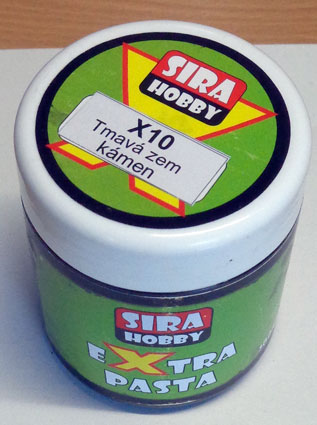 SIRA
HOBBY
X10
Tmavá zem
kámen
SIRA
HOBBY
EXTRA
PASTA